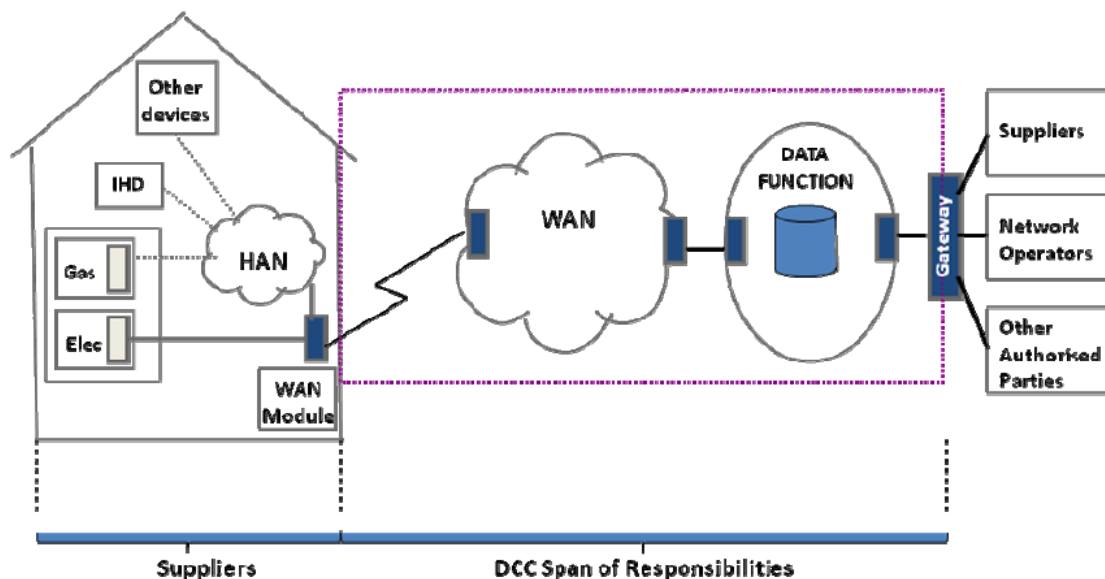 Other
devices
IHD
HAN
Gas
Elec
WAN
Module
WAN
DATA
FUNCTION
Gateway
Suppliers
Network
Operators
Other
Authorised
Parties
Suppliers
DCC Span of Responsibilities